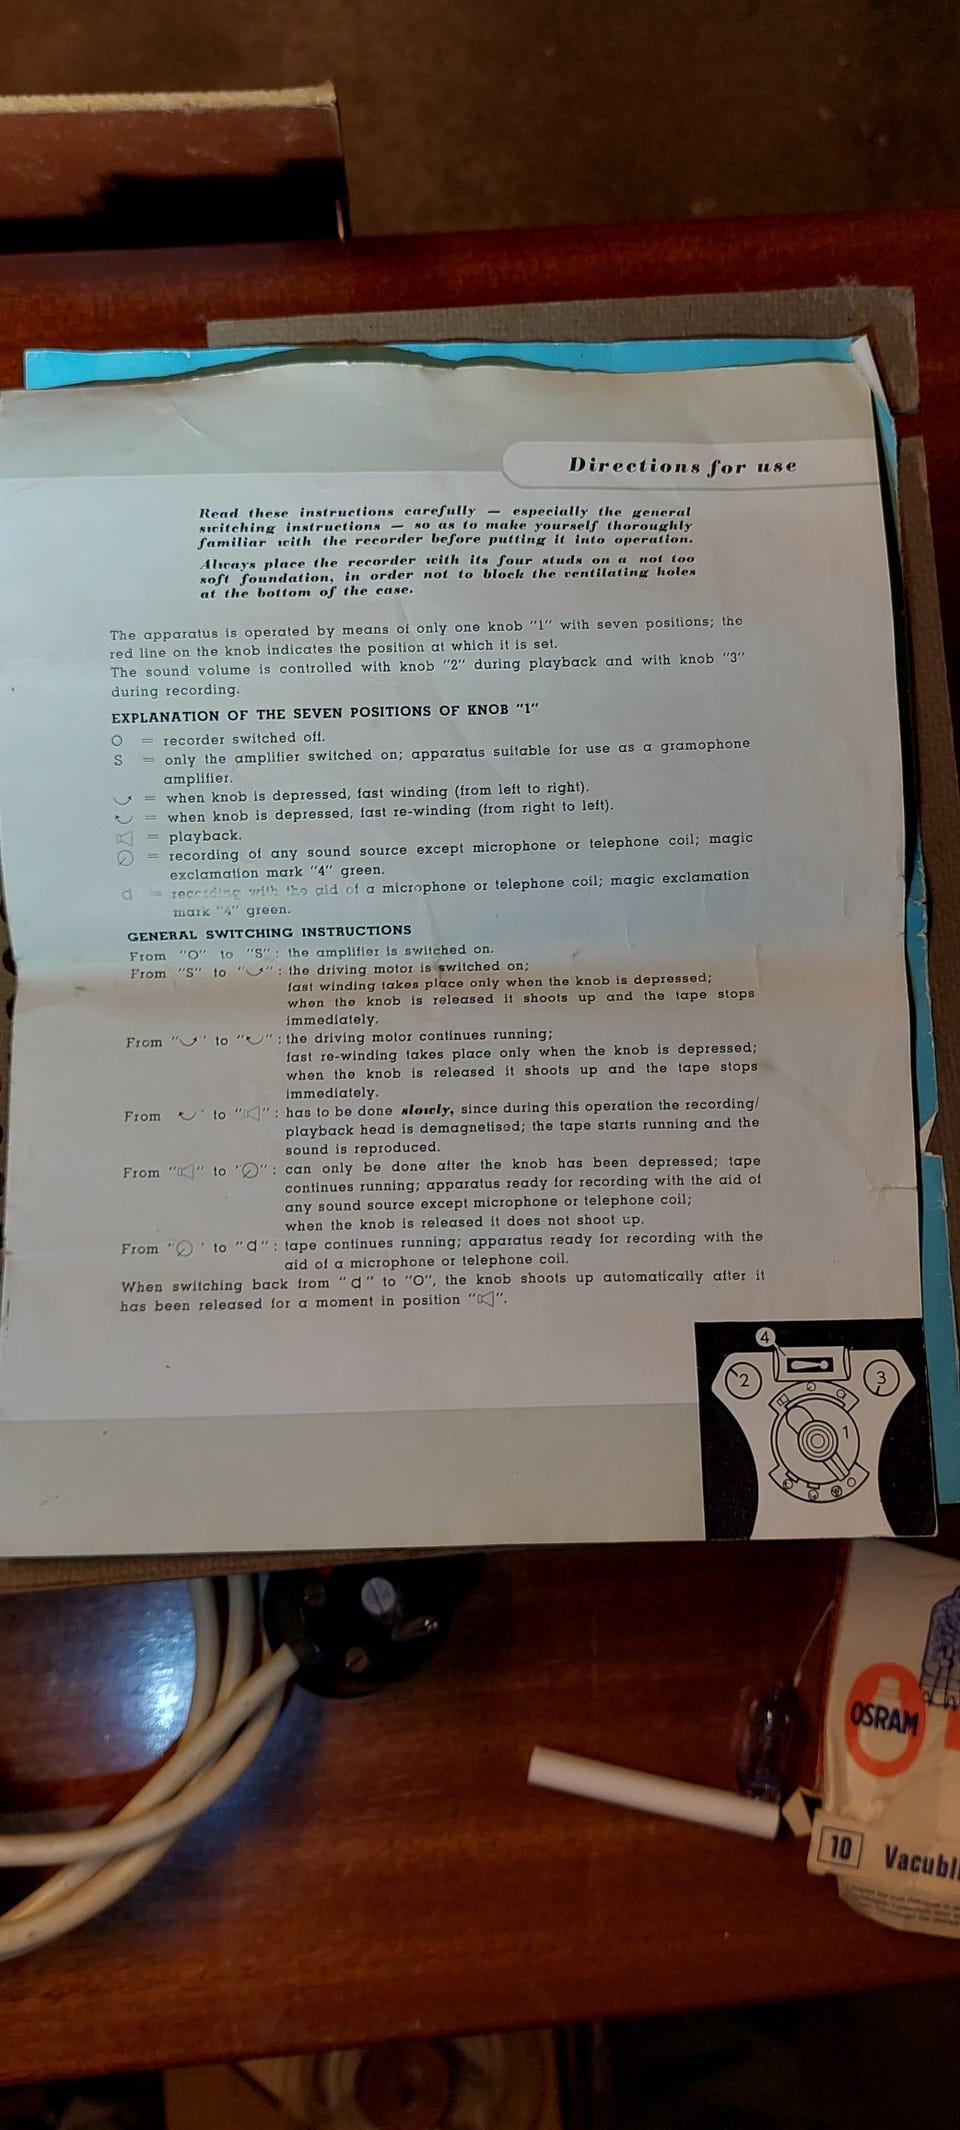 Directions for use
Read these instructions carefully — especially the general
switching instructions — so as to make yourself thoroughly
familiar with the recorder before putting it into operation.
Always place the recorder with its four studs on a not too
soft foundation, in order not to block the ventilating holes
at the bottom of the case.
The apparatus is operated by means of only one knob "1" with seven positions; the
red line on the knob indicates the position at which it is set.
The sound volume is controlled with knob "2" during playback and with knob "3"
during recording.
EXPLANATION OF THE SEVEN POSITIONS OF KNOB "1"
O = recorder switched off.
S = only the amplifier switched on; apparatus suitable for use as a gramophone
amplifier.
= when knob is depressed, fast winding (from left to right).
= when knob is depressed, fast re-winding (from right to left).
= playback.
= recording of any sound source except microphone or telephone coil; magic
exclamation mark "4" green.
= recording with the aid of a microphone or telephone coil; magic exclamation
mark "4" green.
GENERAL SWITCHING INSTRUCTIONS
From "O" to "S" : the amplifier is switched on.
From "S" to " " : the driving motor is switched on;
fast winding takes place only when the knob is depressed;
when the knob is released it shoots up and the tape stops
immediately.
From " " to " " : the driving motor continues running;
fast re-winding takes place only when the knob is depressed;
when the knob is released it shoots up and the tape stops
immediately.
From ' to " " : has to be done slowly, since during this operation the recording/
playback head is demagnetised; the tape starts running and the
sound is reproduced.
From " " to " " : can only be done after the knob has been depressed; tape
continues running; apparatus ready for recording with the aid of
any sound source except microphone or telephone coil;
when the knob is released it does not shoot up.
From " ' to " " : tape continues running; apparatus ready for recording with the
aid of a microphone or telephone coil.
When switching back from " " to "O", the knob shoots up automatically after it
has been released for a moment in position " ".
4
2
3
1
OSRAM
10